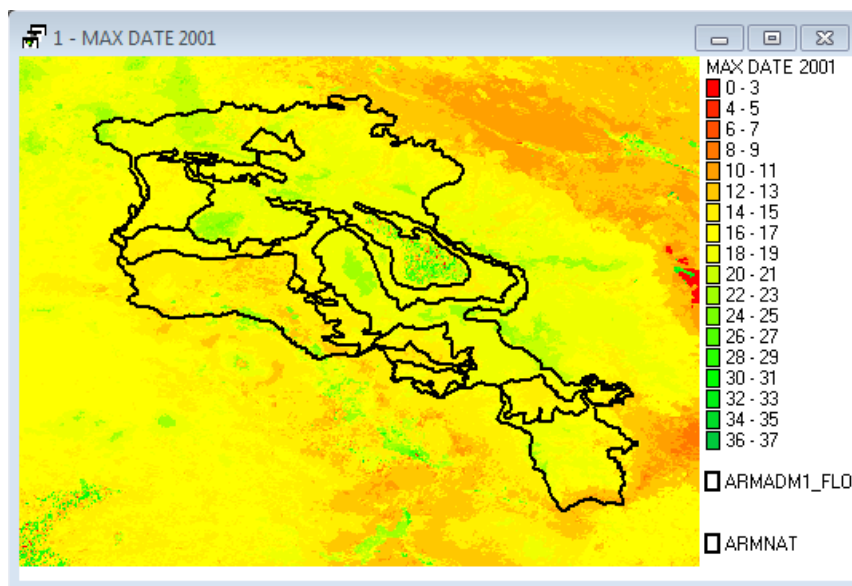 1 - MAX DATE 2001
MAX DATE 2001
0 - 3
4 - 5
6 - 7
8 - 9
10 - 11
12 - 13
14 - 15
16 - 17
18 - 19
20 - 21
22 - 23
24 - 25
26 - 27
28 - 29
30 - 31
32 - 33
34 - 35
36 - 37
ARMADM1_FLO
ARMNAT